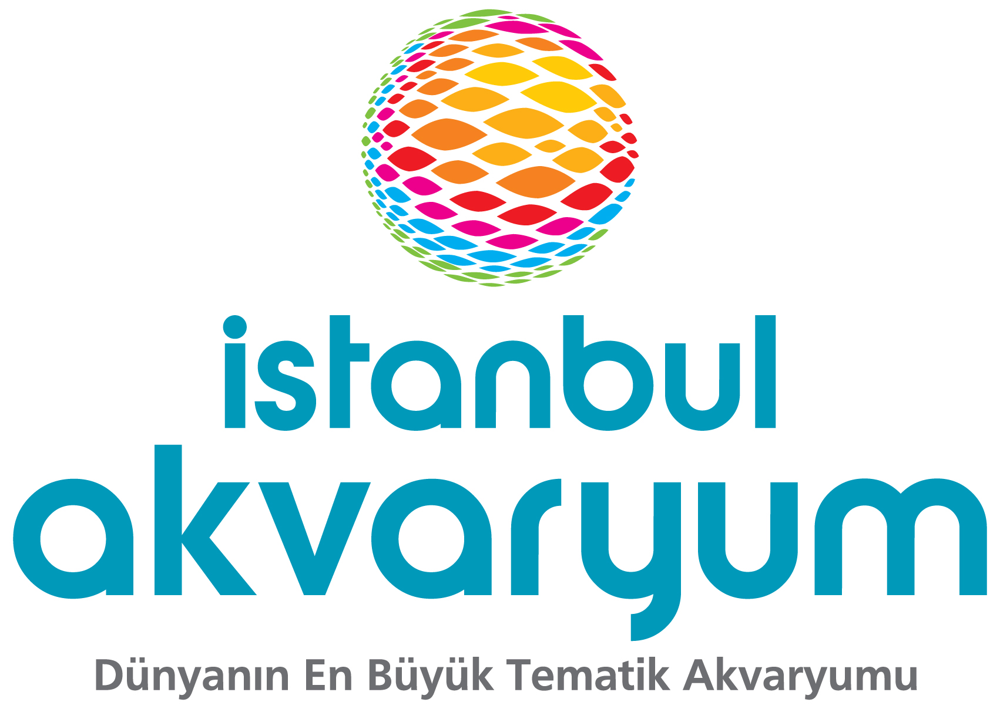 istanbul
akvaryum
Dünyanın En Büyük Tematik Akvaryumu